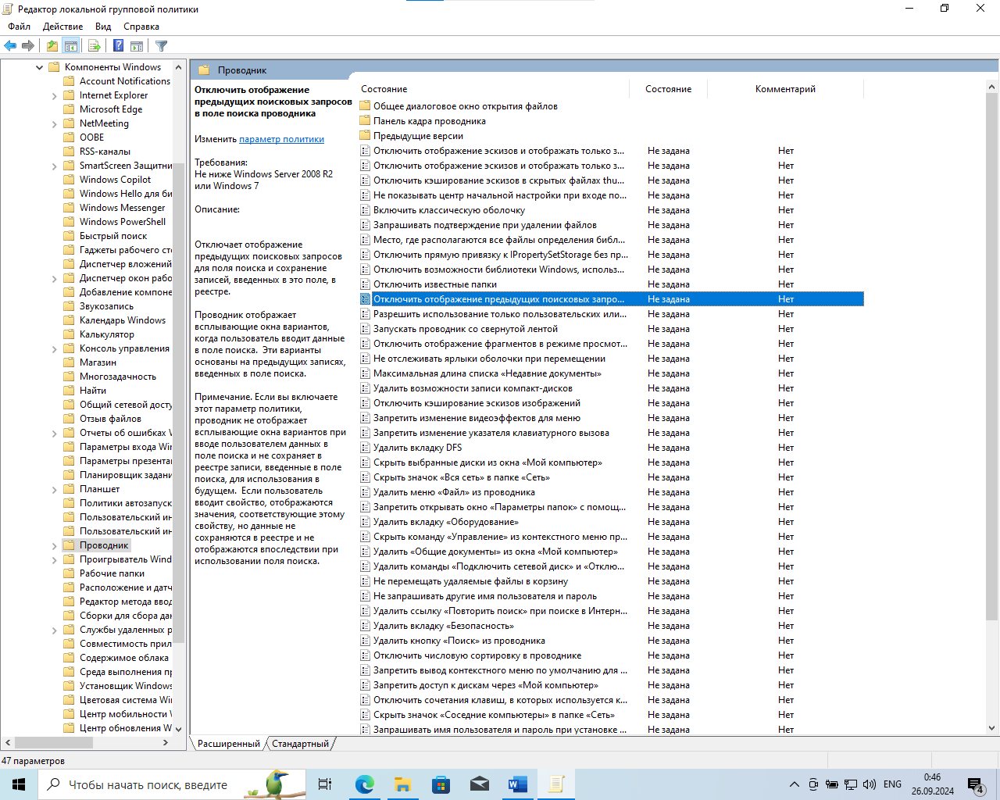 Редактор локальной групповой политики
Файл Действие Вид Справка
Компоненты Windows
Account Notifications
Internet Explorer
Microsoft Edge
NetMeeting
OOBE
RSS-каналы
SmartScreen Защитни
Windows Copilot
Windows Hello для би
Windows Messenger
Windows PowerShell
Быстрый поиск
Гаджеты рабочего сто
Диспетчер вложений
Диспетчер окон рабо
Добавление компоне
Звукозапись
Календарь Windows
Калькулятор
Консоль управления
Магазин
Многозадачность
Найти
Общий сетевой досту
Отзыв файлов
Отчеты об ошибках W
Параметры входа Win
Параметры презентац
Планировщик задани
Планшет
Политики автозапуск
Пользовательский ин
Пользовательский ин
Проводник
Проигрыватель Wind
Рабочие папки
Расположение и датч
Редактор метода ввод
Сборки для сбора дан
Службы удаленных р
Совместимость прил
Содержимое облака
Среда выполнения пр
Установщик Windows
Цветовая система Win
Центр мобильности W
Центр обновления W
Проводник
Отключить отображение
предыдущих поисковых запросов
в поле поиска проводника
Изменить параметр политики
Требования:
Не ниже Windows Server 2008 R2
или Windows 7
Описание:
Отключает отображение
предыдущих поисковых запросов
для поля поиска и сохранение
записей, введенных в это поле, в
реестре.
Проводник отображает
всплывающие окна вариантов,
когда пользователь вводит данные
в поле поиска.  Эти варианты
основаны на предыдущих записях,
введенных в поле поиска.
Примечание. Если вы включаете
этот параметр политики,
проводник не отображает
всплывающие окна вариантов при
вводе пользователем данных в
поле поиска и не сохраняет в
реестре записи, введенные в поле
поиска, для использования в
будущем.  Если пользователь
вводит свойство, отображаются
значения, соответствующие этому
свойству, но данные не
сохраняются в реестре и не
отображаются впоследствии при
использовании поля поиска.
Состояние Состояние Комментарий
Общее диалоговое окно открытия файлов
Панель кадра проводника
Предыдущие версии
Отключить отображение эскизов и отображать только з... Не задана Нет
Отключить отображение эскизов и отображать только з... Не задана Нет
Отключить кэширование эскизов в скрытых файлах thu... Не задана Нет
Не показывать центр начальной настройки при входе по... Не задана Нет
Включить классическую оболочку Не задана Нет
Запрашивать подтверждение при удалении файлов Не задана Нет
Место, где располагаются все файлы определения библ... Не задана Нет
Отключить прямую привязку к IPropertySetStorage без пр... Не задана Нет
Отключить возможности библиотеки Windows, использ... Не задана Нет
Отключить известные папки Не задана Нет
Отключить отображение предыдущих поисковых запро... Не задана Нет
Разрешить использование только пользовательских или... Не задана Нет
Запускать проводник со свернутой лентой Не задана Нет
Отключить отображение фрагментов в режиме просмот... Не задана Нет
Не отслеживать ярлыки оболочки при перемещении Не задана Нет
Максимальная длина списка «Недавние документы» Не задана Нет
Удалить возможности записи компакт-дисков Не задана Нет
Отключить кэширование эскизов изображений Не задана Нет
Запретить изменение видеоэффектов для меню Не задана Нет
Запретить изменение указателя клавиатурного вызова Не задана Нет
Удалить вкладку DFS Не задана Нет
Скрыть выбранные диски из окна «Мой компьютер» Не задана Нет
Скрыть значок «Вся сеть» в папке «Сеть» Не задана Нет
Удалить меню «Файл» из проводника Не задана Нет
Запретить открывать окно «Параметры папок» с помощ... Не задана Нет
Удалить вкладку «Оборудование» Не задана Нет
Скрыть команду «Управление» из контекстного меню пр... Не задана Нет
Удалить «Общие документы» из окна «Мой компьютер» Не задана Нет
Удалить команды «Подключить сетевой диск» и «Отклю... Не задана Нет
Не перемещать удаляемые файлы в корзину Не задана Нет
Не запрашивать другие имя пользователя и пароль Не задана Нет
Удалить ссылку «Повторить поиск» при поиске в Интерн... Не задана Нет
Удалить вкладку «Безопасность» Не задана Нет
Удалить кнопку «Поиск» из проводника Не задана Нет
Отключить числовую сортировку в проводнике Не задана Нет
Запретить вывод контекстного меню по умолчанию для ... Не задана Нет
Запретить доступ к дискам через «Мой компьютер» Не задана Нет
Отключить сочетания клавиш, в которых используется к... Не задана Нет
Скрыть значок «Соседние компьютеры» в папке «Сеть» Не задана Нет
Запрашивать имя пользователя и пароль при установке ... Не задана Нет
Расширенный Стандартный
47 параметров
Чтобы начать поиск, введите
ENG
0:46
26.09.2024
4